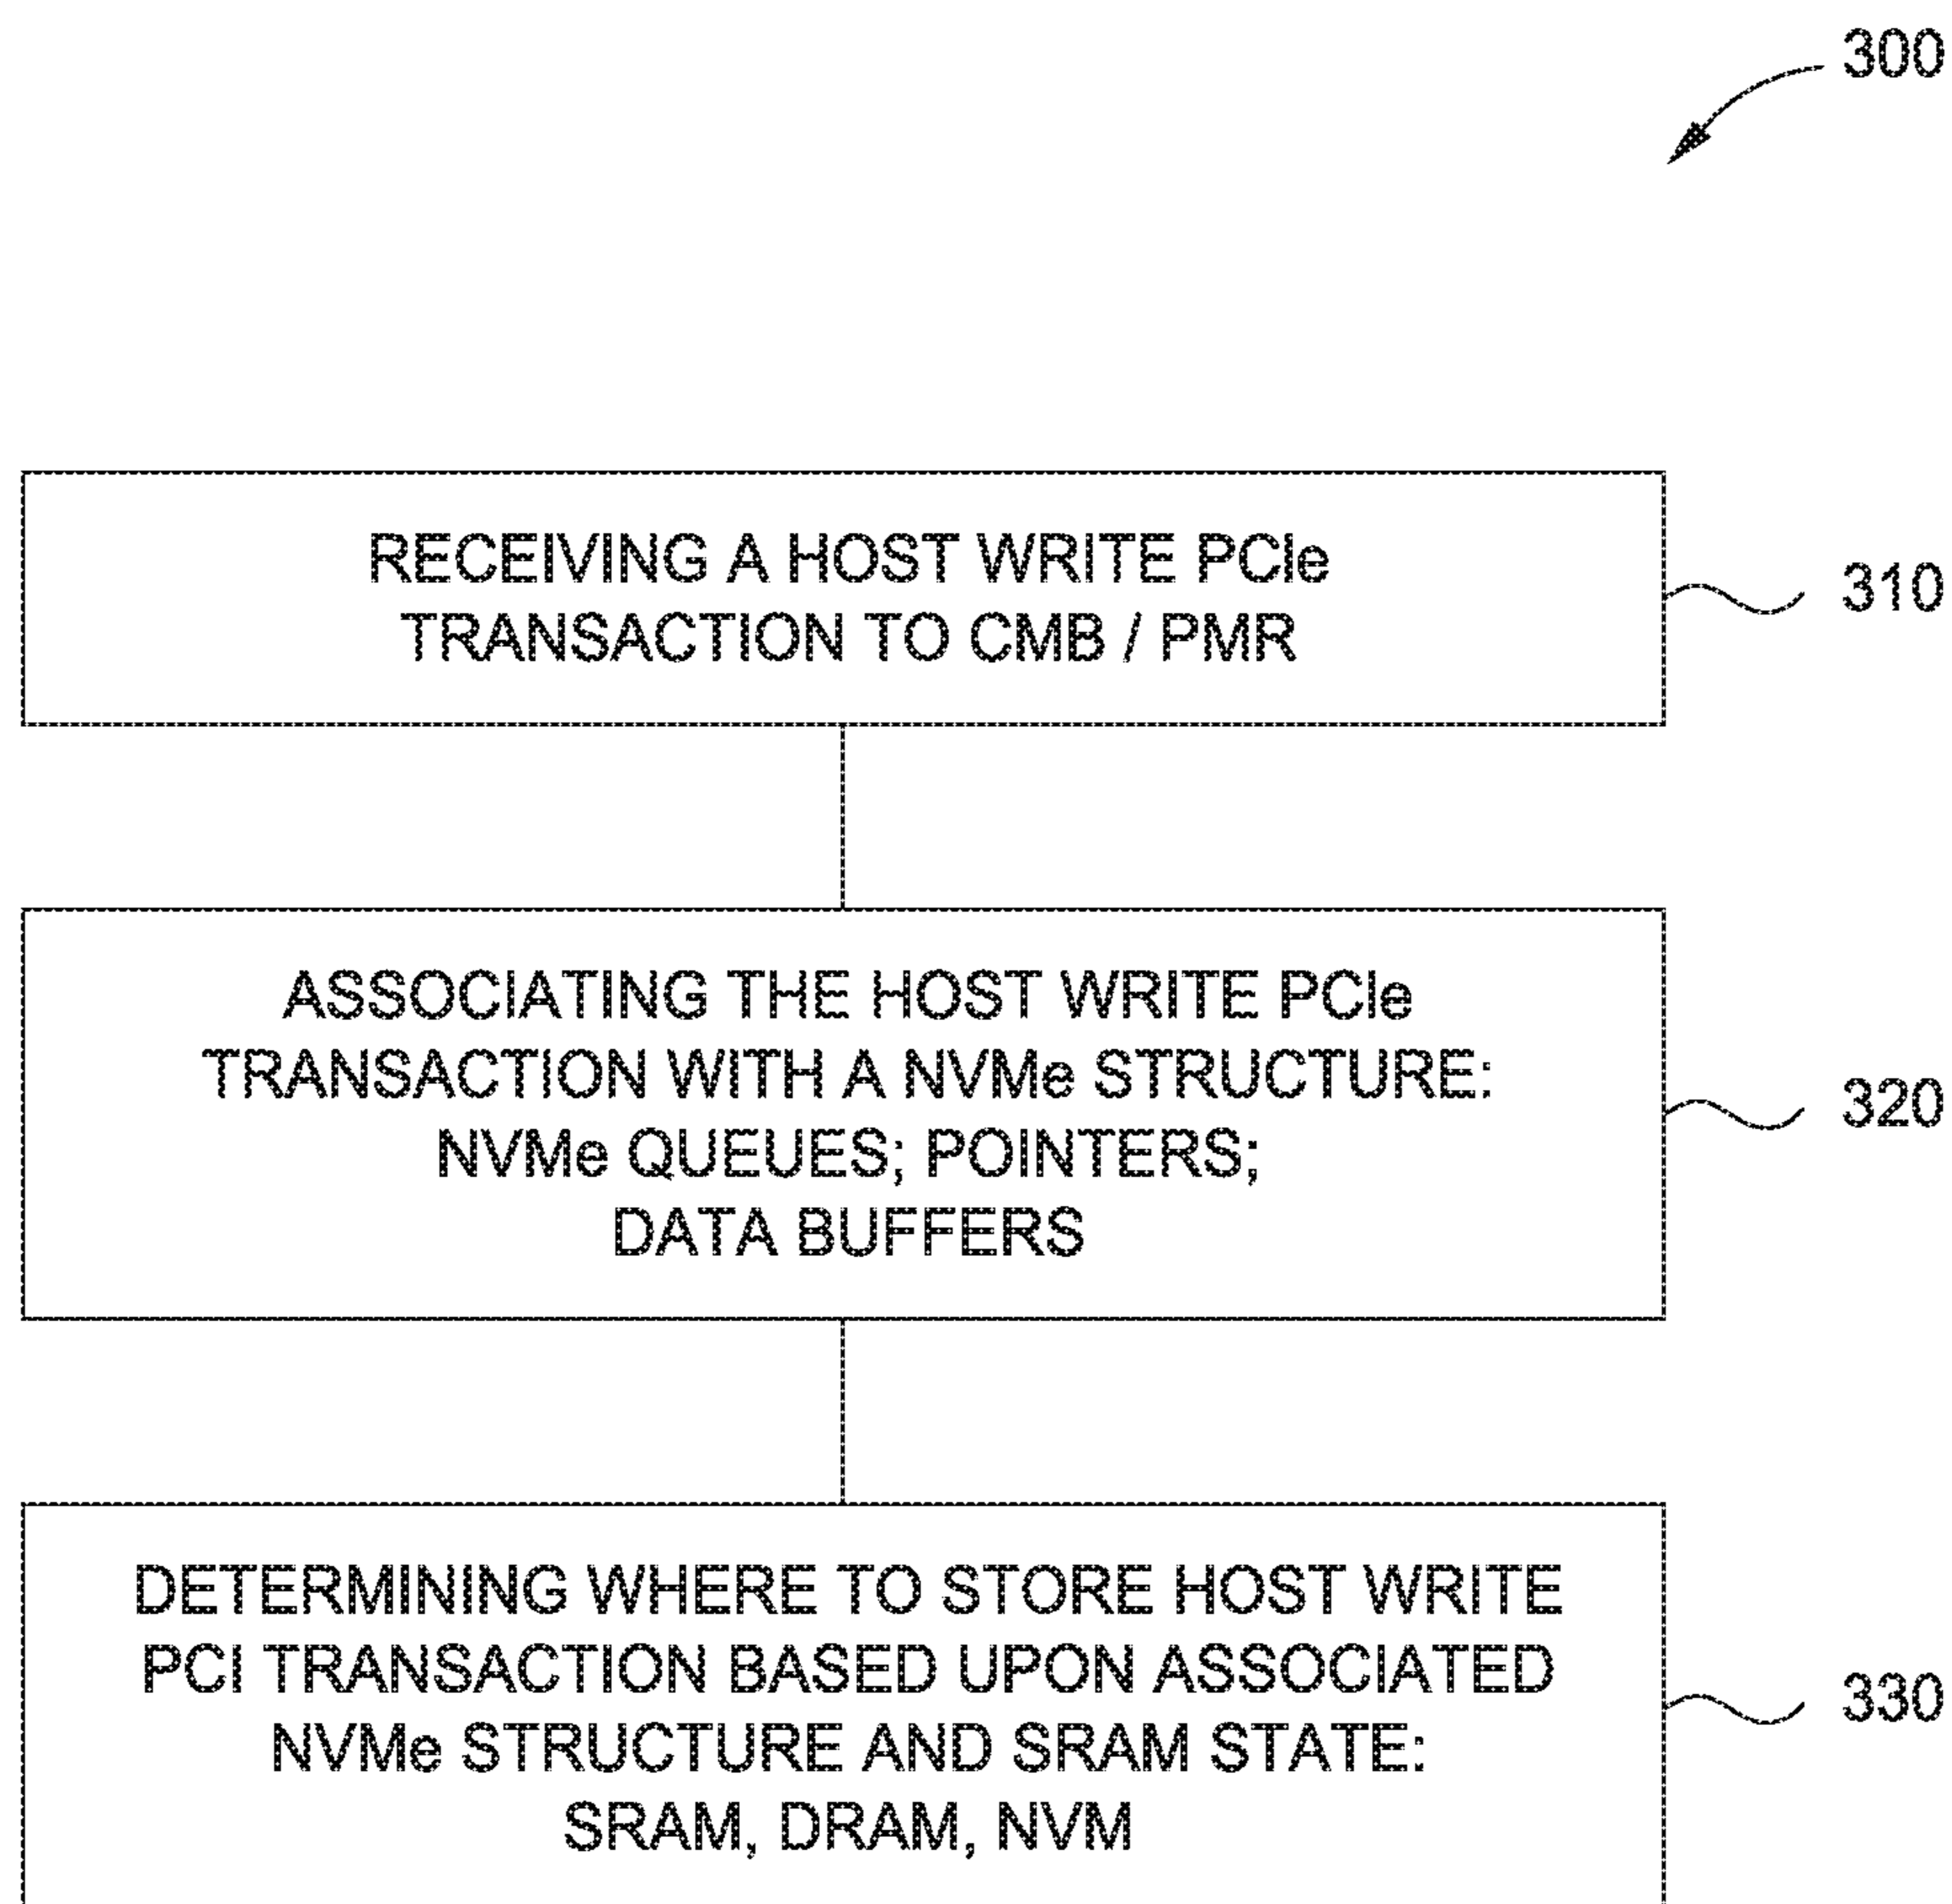 300
RECEIVING A HOST WRITE PCIe
TRANSACTION TO CMB / PMR
310
ASSOCIATING THE HOST WRITE PCIe
TRANSACTION WITH A NVMe STRUCTURE:
NVMe QUEUES; POINTERS;
DATA BUFFERS
320
DETERMINING WHERE TO STORE HOST WRITE
PCI TRANSACTION BASED UPON ASSOCIATED
NVMe STRUCTURE AND SRAM STATE:
SRAM, DRAM, NVM
330